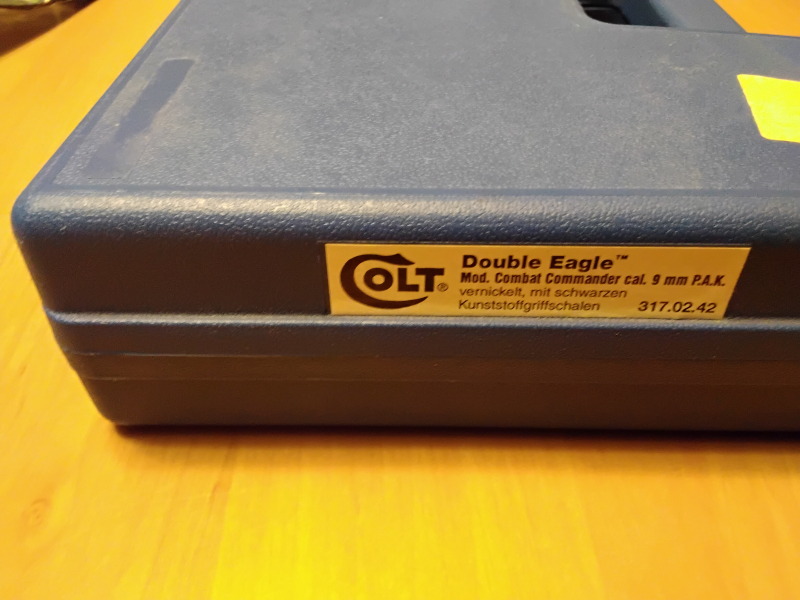 COLT®
Double Eagle™
Mod. Combat Commander cal. 9 mm P.A.K.
vernickelt, mit schwarzen
Kunststoffgriffschalen 317.02.42